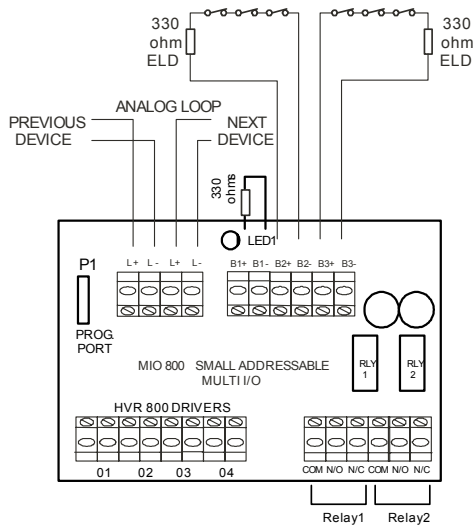 330
ohm
ELD
330
ohm
ELD
ANALOG LOOP
PREVIOUS
DEVICE
NEXT
DEVICE
330
ohms
LED1
L+ L- L+ L-
B1+ B1- B2+ B2- B3+ B3-
P1
PROG.
PORT
MIO 800 SMALL ADDRESSABLE
MULTI I/O
RLY
1
RLY
2
HVR 800 DRIVERS
01 02 03 04
COM N/O N/C COM N/O N/C
Relay1 Relay2